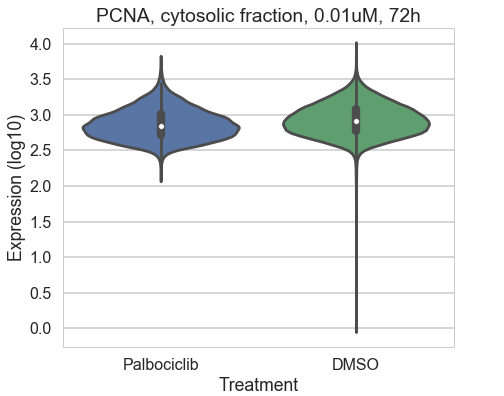 PCNA, cytosolic fraction, 0.01uM, 72h
Expression (log10)
4.0
3.5
3.0
2.5
2.0
1.5
1.0
0.5
0.0
Palbociclib DMSO
Treatment